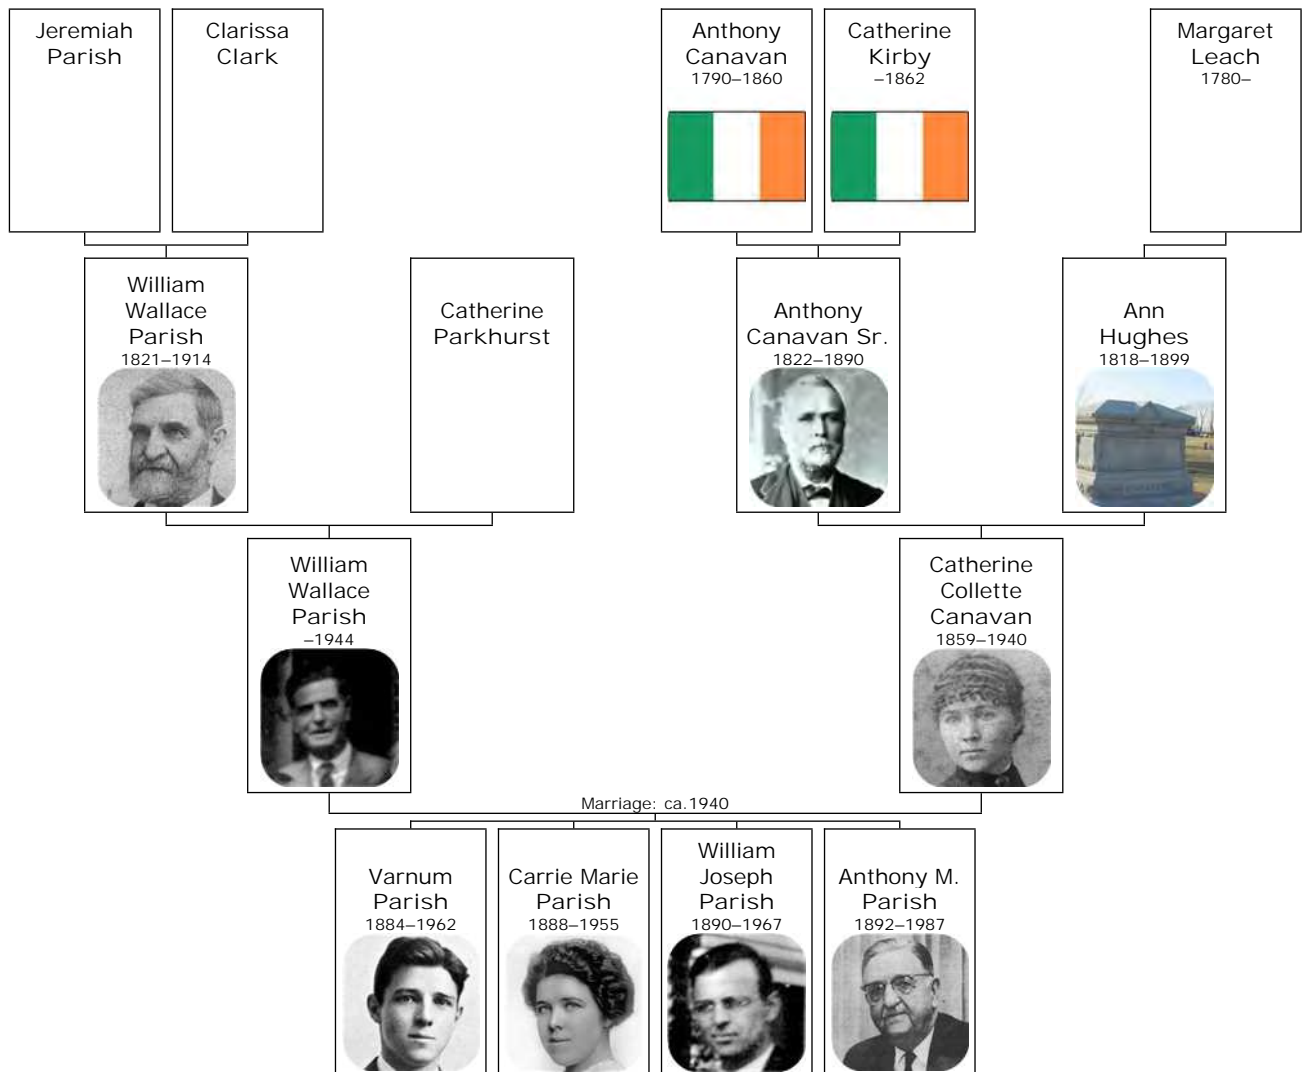 Jeremiah
Parish
Clarissa
Clark
Anthony
Canavan
1790–1860
Catherine
Kirby
–1862
Margaret
Leach
1780–
William
Wallace
Parish
1821–1914
Catherine
Parkhurst
Anthony
Canavan Sr.
1822–1890
Ann
Hughes
1818–1899
William
Wallace
Parish
–1944
Catherine
Collette
Canavan
1859–1940
Marriage: ca.1940
Varnum
Parish
1884–1962
Carrie Marie
Parish
1888–1955
William
Joseph
Parish
1890–1967
Anthony M.
Parish
1892–1987